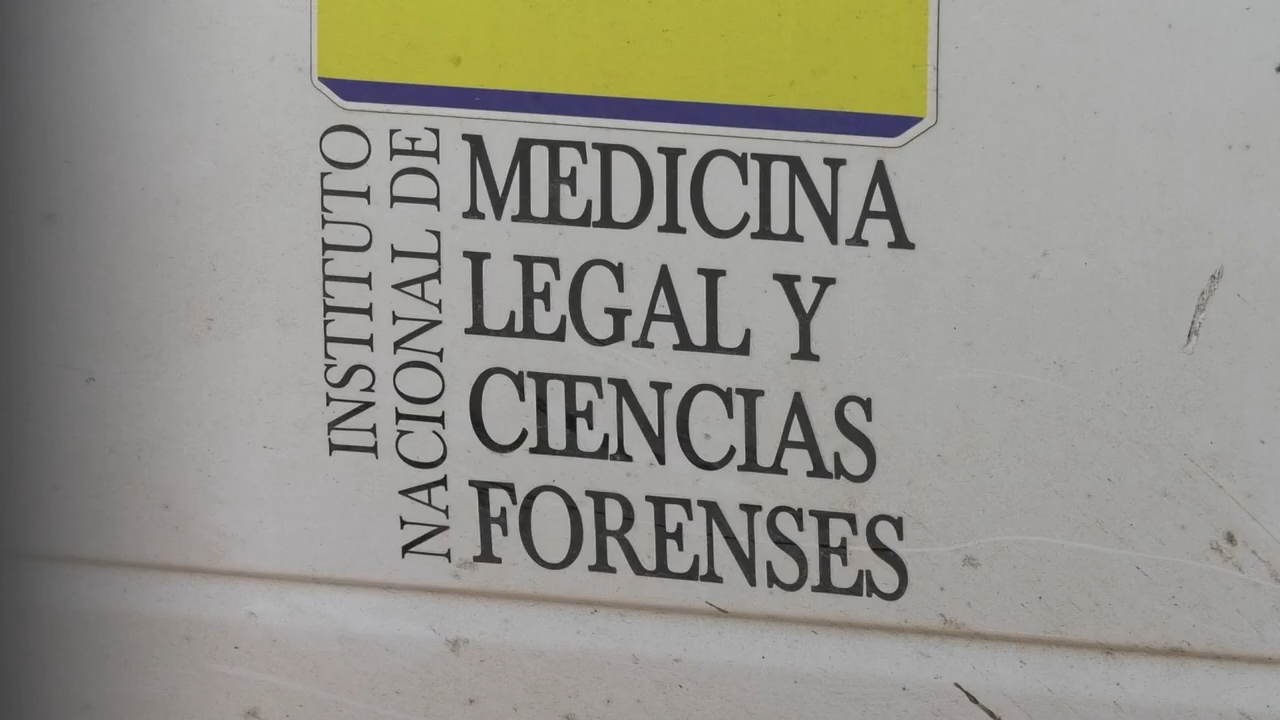 INSTITUTO
NACIONAL DE
MEDICINA
LEGAL Y
CIENCIAS
FORENSES